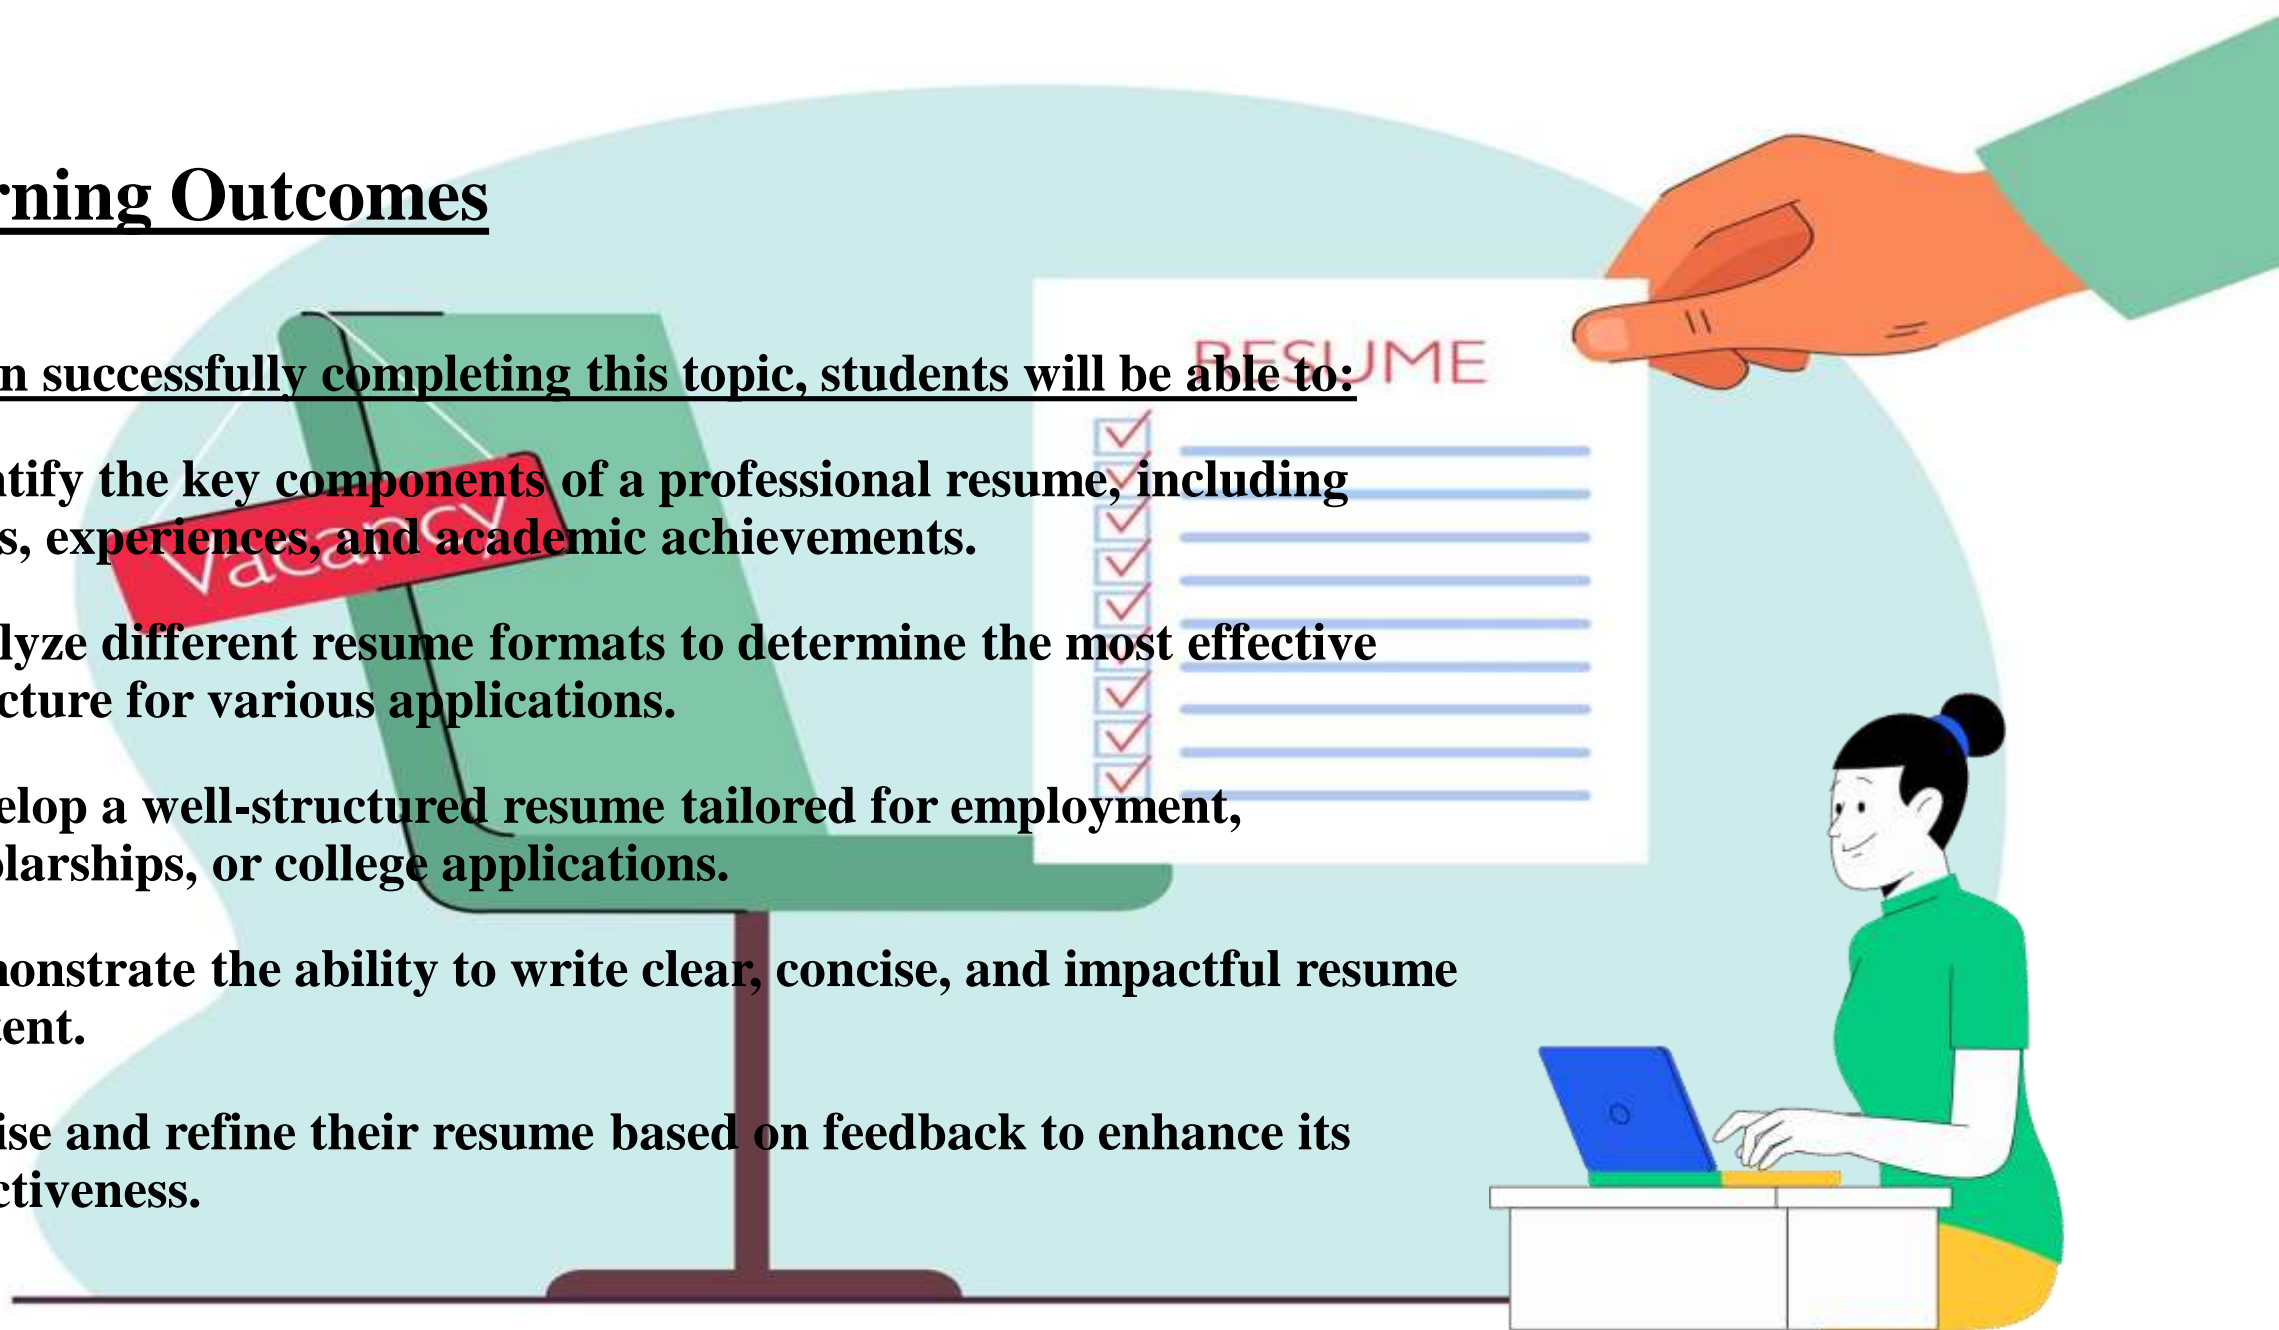 rning Outcomes
n successfully completing this topic, students will be able to:
RESUME
ntify the key components of a professional resume, including
s, experiences, and academic achievements.
Vacancy
lyze different resume formats to determine the most effective
cture for various applications.
elop a well-structured resume tailored for employment,
olarships, or college applications.
nonstrate the ability to write clear, concise, and impactful resume
tent.
ise and refine their resume based on feedback to enhance its
ctiveness.